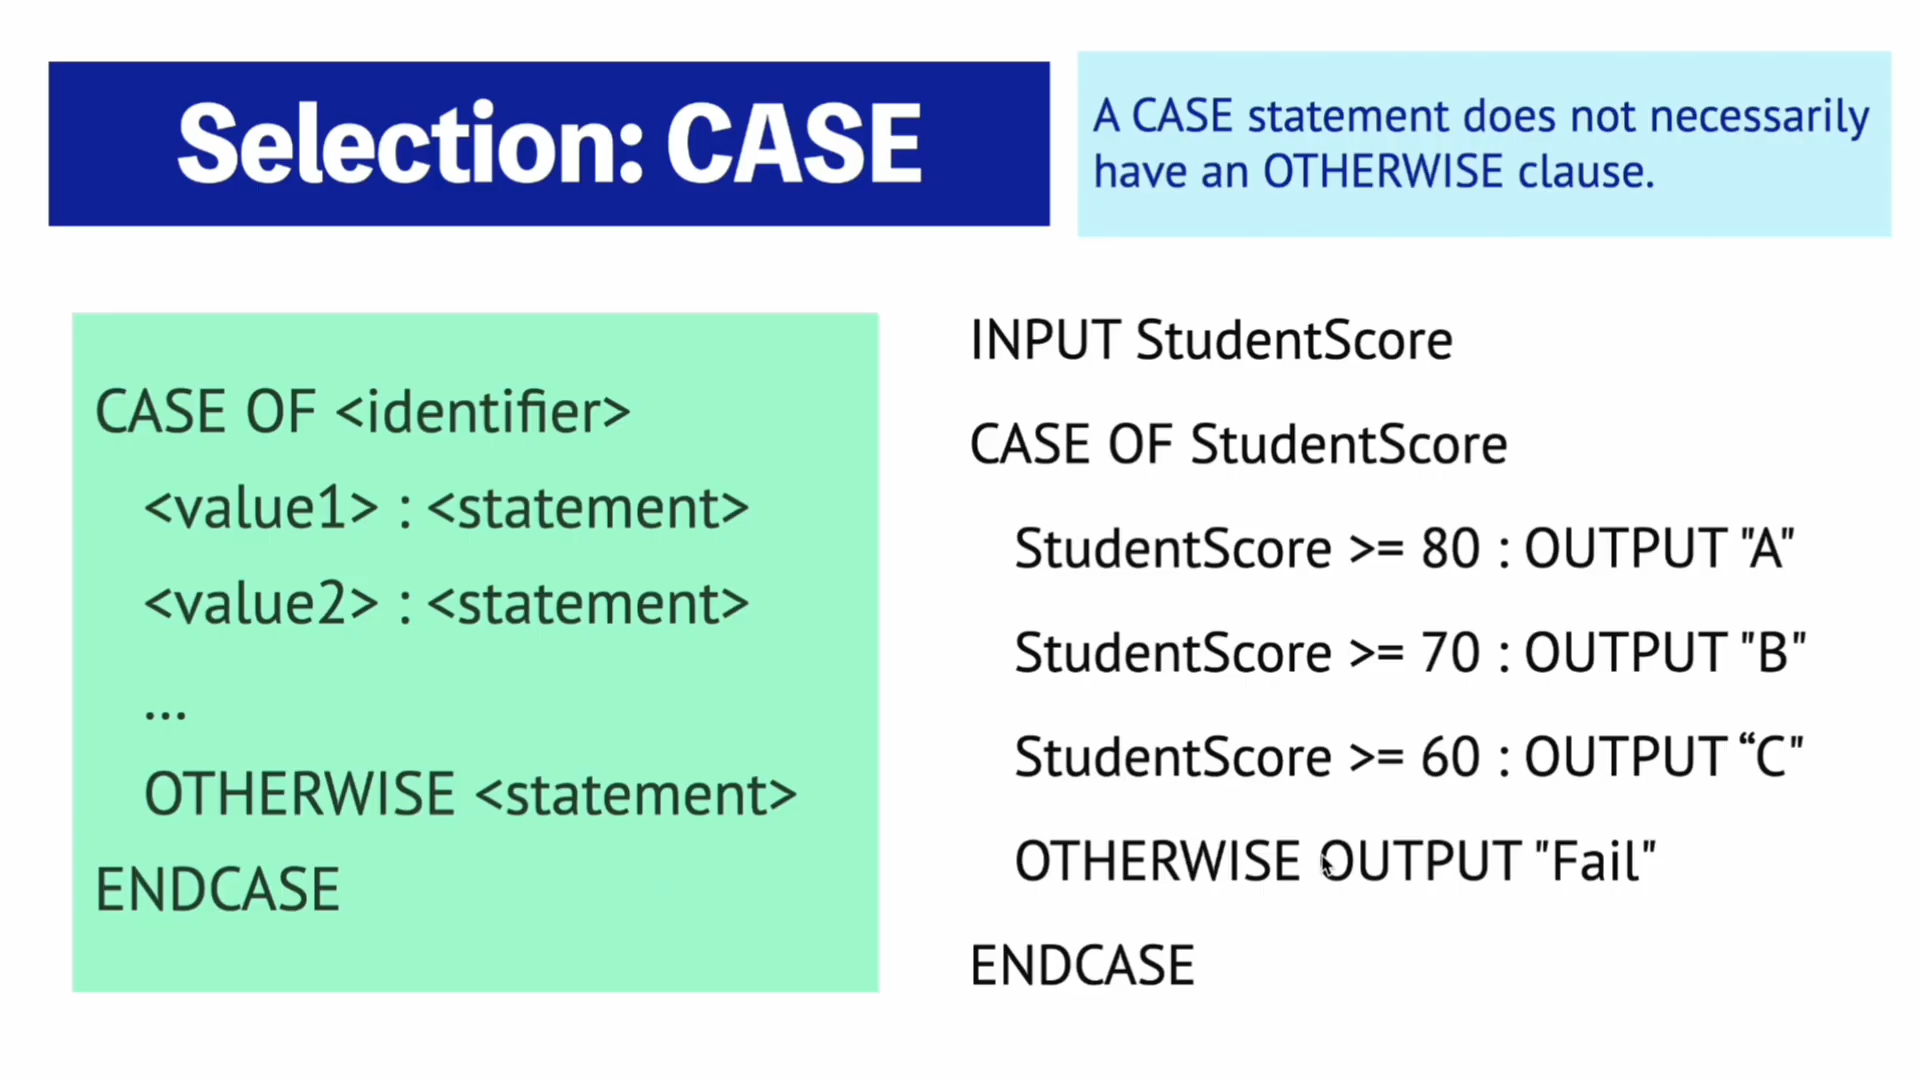 Selection: CASE
A CASE statement does not necessarily
have an OTHERWISE clause.
CASE OF <identifier>
<value1> : <statement>
<value2> : <statement>
...
OTHERWISE <statement>
ENDCASE
INPUT StudentScore
CASE OF StudentScore
StudentScore >= 80 : OUTPUT "A"
StudentScore >= 70 : OUTPUT "B"
StudentScore >= 60 : OUTPUT “C"
OTHERWISE OUTPUT "Fail"
ENDCASE